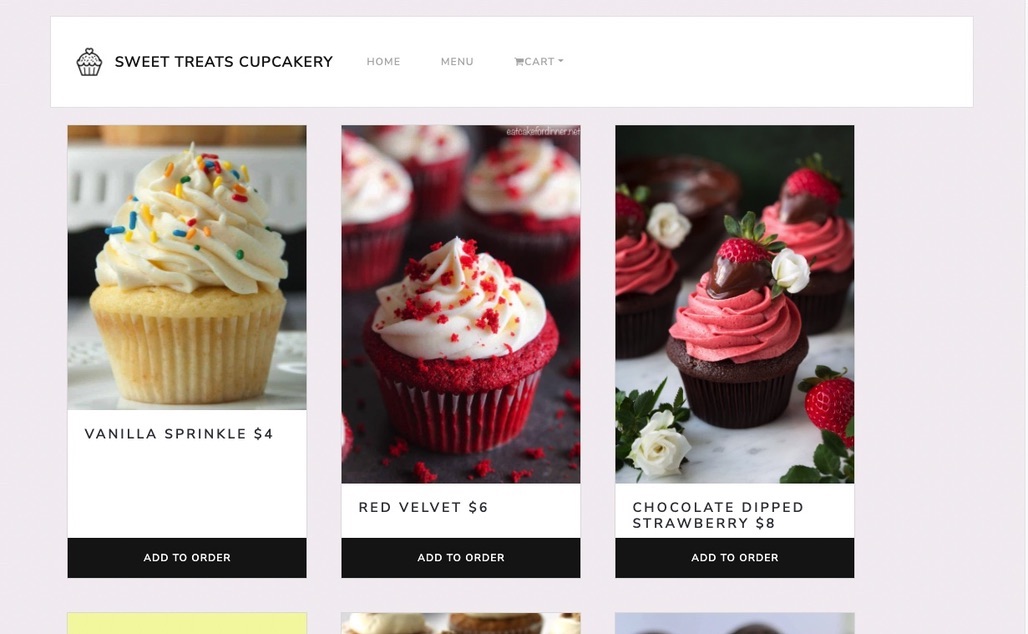 SWEET TREATS CUPCAKERY
HOME
MENU
CART
eatcakefordinner.net
VANILLA SPRINKLE $4
RED VELVET $6
CHOCOLATE DIPPED
STRAWBERRY $8
ADD TO ORDER
ADD TO ORDER
ADD TO ORDER